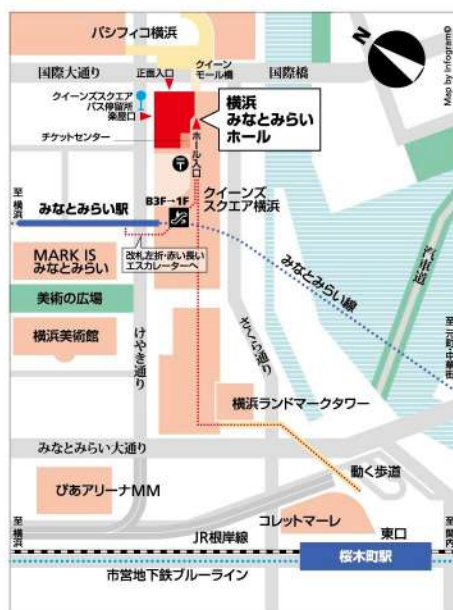 パシフィコ横浜
クイーン
モール橋
国際大通り
正面入口
国際橋
N
Map by Infogram©
クイーンズスクエア
バス停留所
楽屋口
横浜
みなとみらい
ホール
チケットセンター
ホール入口
至 横浜
みなとみらい駅
B3F→1F
クイーンズ
スクエア横浜
改札左折・赤い長い
エスカレーターへ
MARK IS
みなとみらい
みなとみらい線
汽車道
美術の広場
横浜美術館
けやき通り
さくら通り
至 元町・中華街
横浜ランドマークタワー
みなとみらい大通り
動く歩道
ぴあアリーナMM
コレットマーレ
東口
至 横浜
JR根岸線
桜木町駅
至 関内
市営地下鉄ブルーライン